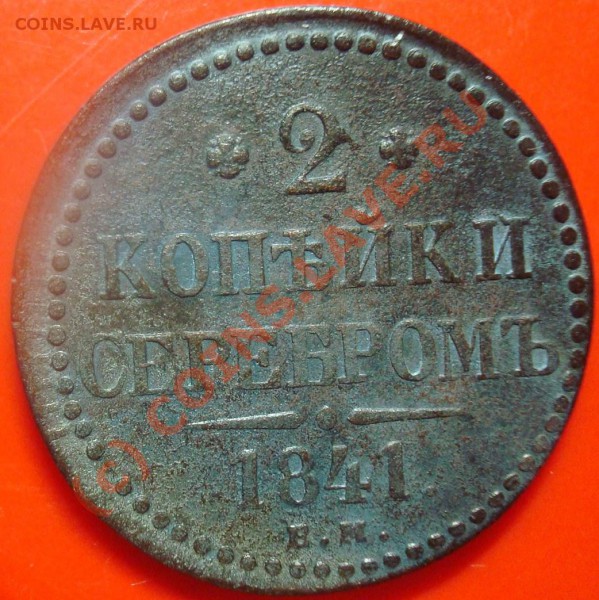 COINS.LAVE.RU
2
КОПѢЙКИ
СЕРЕБРОМЪ
1841.
Е.М.
(c) COINS.LAVE.RU